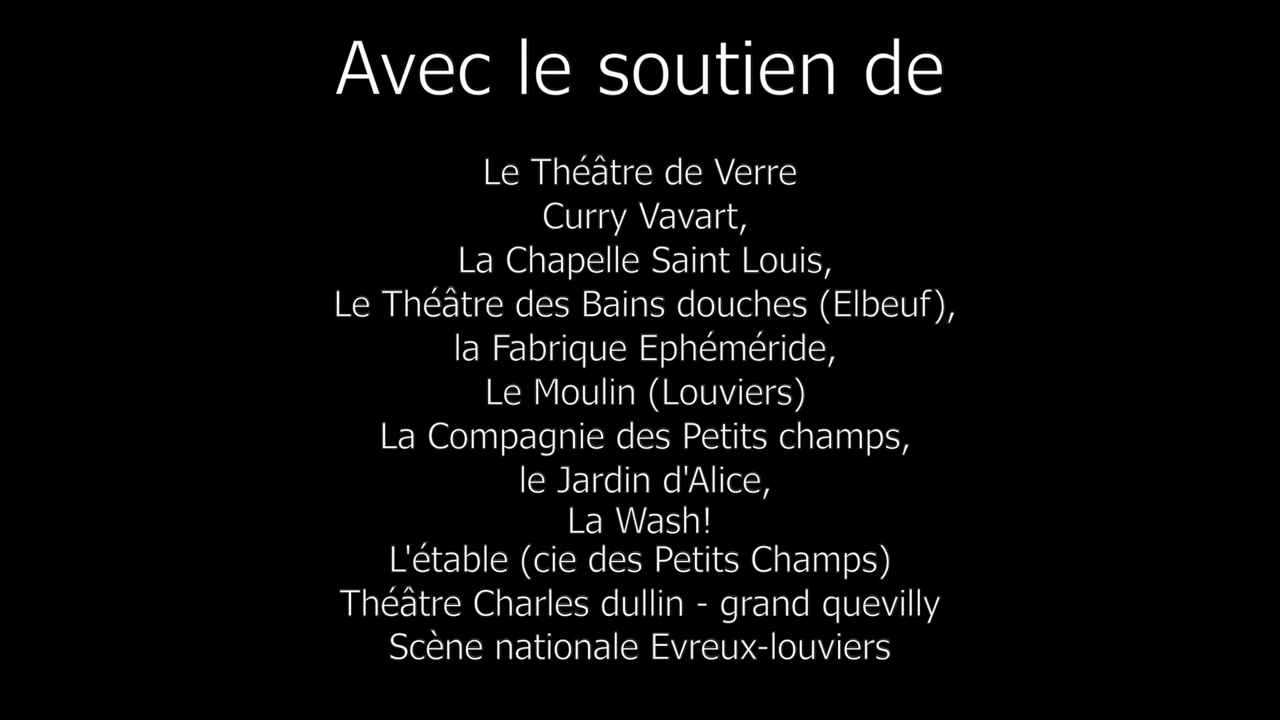 Avec le soutien de
Le Théâtre de Verre
Curry Vavart,
La Chapelle Saint Louis,
Le Théâtre des Bains douches (Elbeuf),
la Fabrique Ephéméride,
Le Moulin (Louviers)
La Compagnie des Petits champs,
le Jardin d'Alice,
La Wash!
L'étable (cie des Petits Champs)
Théâtre Charles dullin - grand quevilly
Scène nationale Evreux-louviers